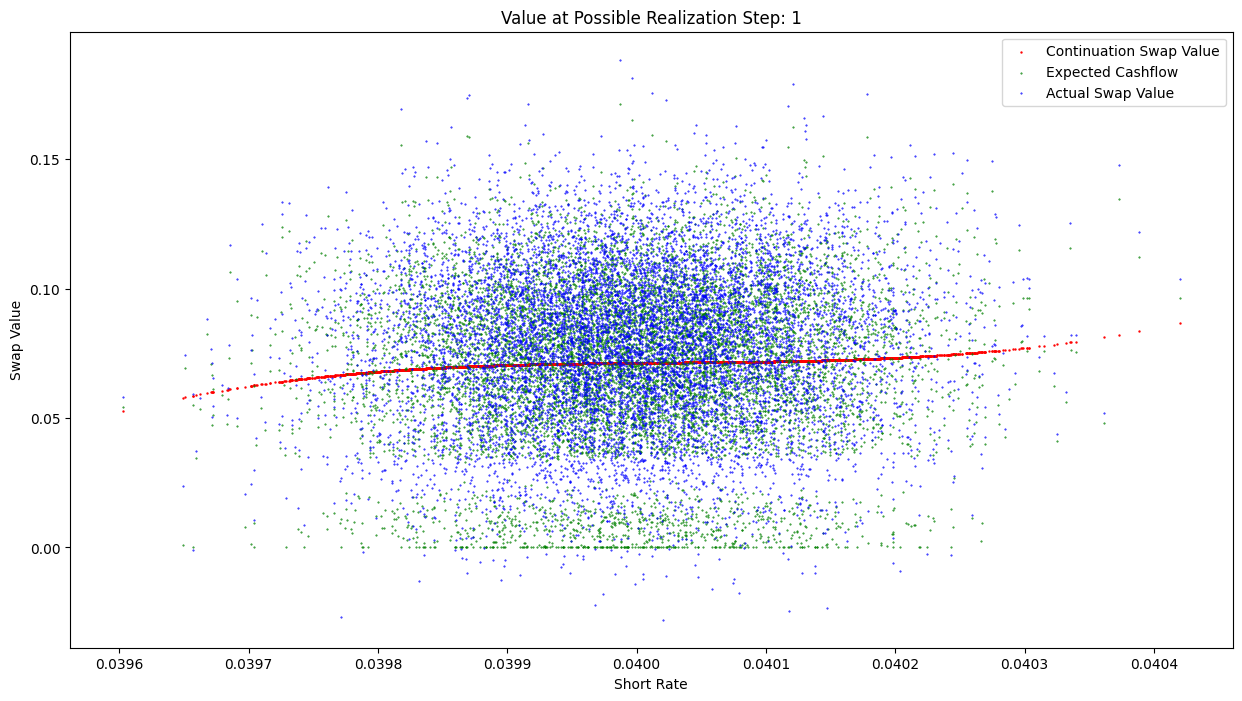 Value at Possible Realization Step: 1
Continuation Swap Value
Expected Cashflow
Actual Swap Value
Swap Value
0.15
0.10
0.05
0.00
0.0396
0.0397
0.0398
0.0399
0.0400
0.0401
0.0402
0.0403
0.0404
Short Rate